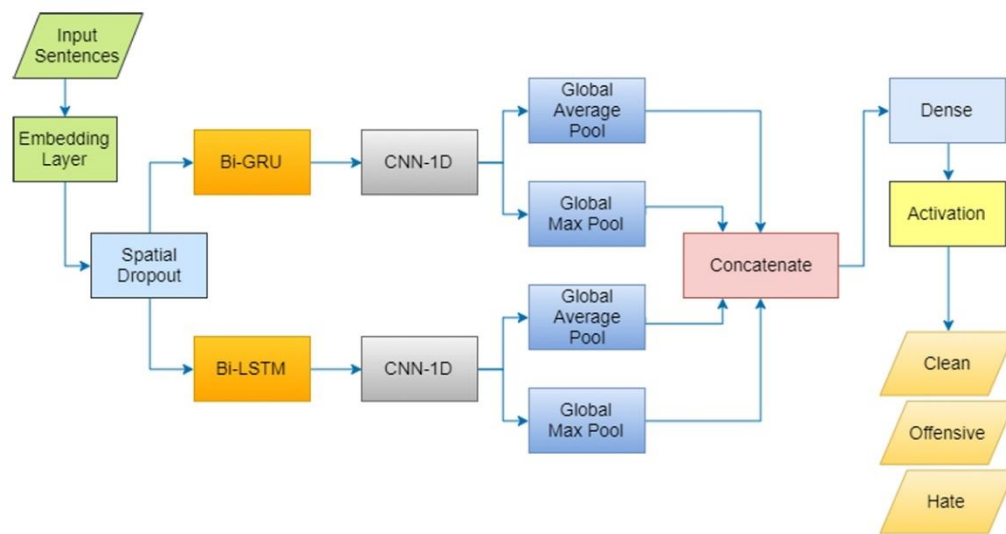 Input
Sentences
Embedding
Layer
Spatial
Dropout
Bi-GRU
CNN-1D
Global
Average
Pool
Global
Max Pool
Bi-LSTM
CNN-1D
Global
Average
Pool
Global
Max Pool
Concatenate
Dense
Activation
Clean
Offensive
Hate